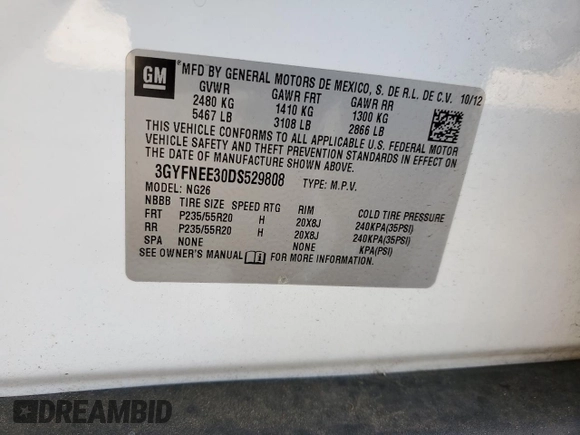 GM
*MFD BY GENERAL MOTORS DE MEXICO, S. DE R.L. DE C.V. 10/12
GVWR GAWR FRT GAWR RR
2480 KG 1410 KG 1300 KG
5467 LB 3108 LB 2866 LB
THIS VEHICLE CONFORMS TO ALL APPLICABLE U.S. FEDERAL MOTOR
VEHICLE SAFETY AND THEFT PREVENTION STANDARDS IN EFFECT ON
THE DATE OF MANUFACTURE SHOWN ABOVE.
3GYFNEE30DS529808 TYPE: M.P.V.
MODEL: NG26
NBBB TIRE SIZE SPEED RTG RIM COLD TIRE PRESSURE
FRT P235/55R20 H 20X8J 240KPA(35PSI)
RR P235/55R20 H 20X8J 240KPA(35PSI)
SPA NONE NONE KPA(PSI)
SEE OWNER'S MANUAL i FOR MORE INFORMATION.
DREAMBID